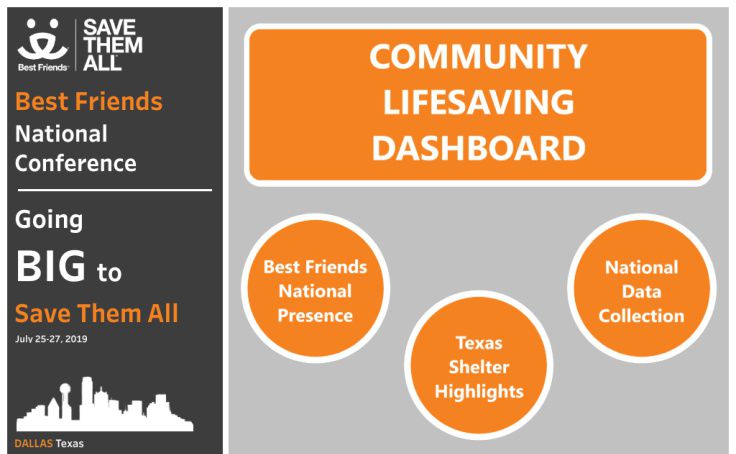 SAVE
THEM
ALL
Best Friends
Best Friends
National
Conference
Going
BIG to
Save Them All
July 25-27, 2019
DALLAS Texas
COMMUNITY
LIFESAVING
DASHBOARD
Best Friends
National
Presence
Texas
Shelter
Highlights
National
Data
Collection